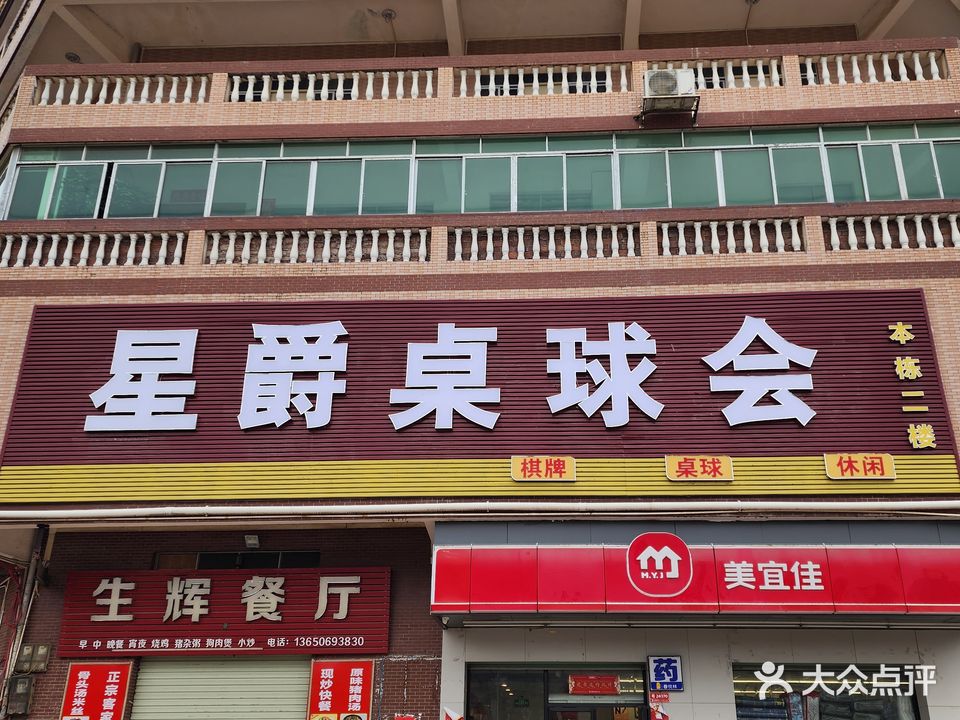 星爵桌球会
本栋二楼
棋牌
桌球
休闲
生辉餐厅
早 中 晚餐 宵夜 烧鸡 猪杂粥 狗肉煲 小炒 电话:13650693830
M.Y.J
美宜佳
骨头汤米丝
正宗客家
现炒快餐
原味猪肉汤
药
大众点评